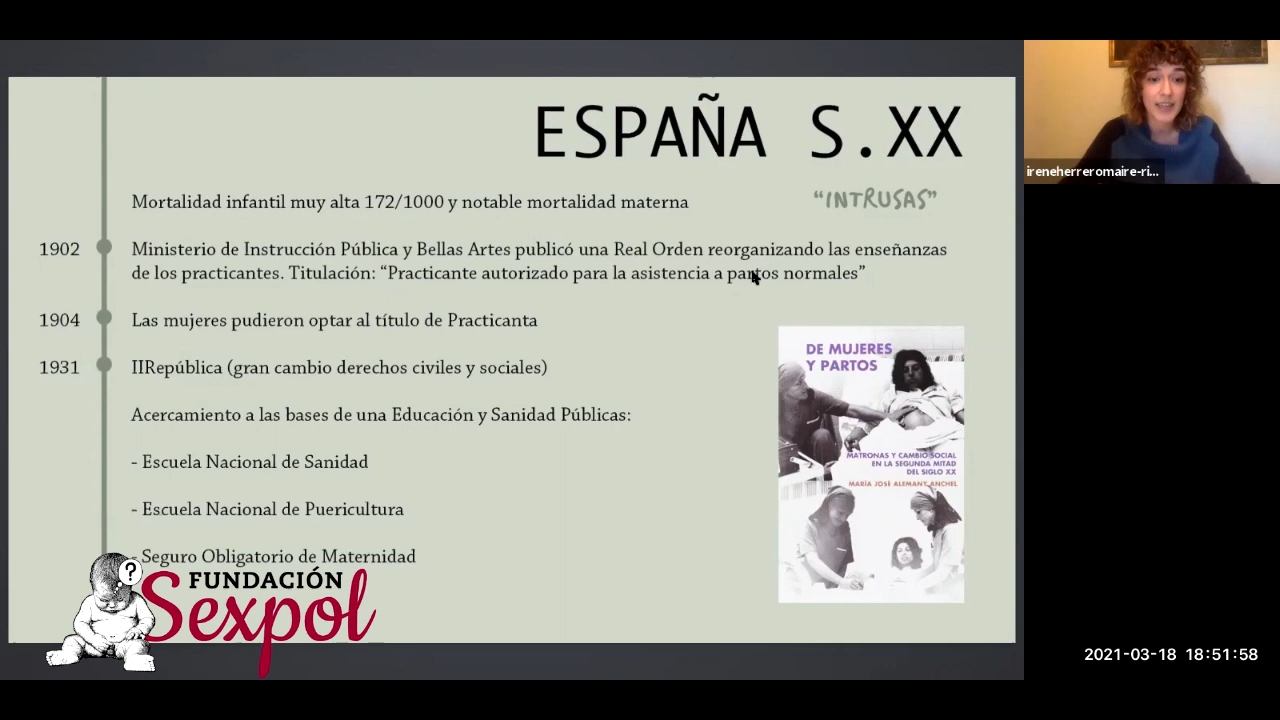 ESPAÑA S.XX
"INTRUSAS"
Mortalidad infantil muy alta 172/1000 y notable mortalidad materna
1902
Ministerio de Instrucción Pública y Bellas Artes publicó una Real Orden reorganizando las enseñanzas
de los practicantes. Titulación: “Practicante autorizado para la asistencia a partos normales”
1904
Las mujeres pudieron optar al título de Practicanta
1931
IIRepública (gran cambio derechos civiles y sociales)
Acercamiento a las bases de una Educación y Sanidad Públicas:
- Escuela Nacional de Sanidad
- Escuela Nacional de Puericultura
- Seguro Obligatorio de Maternidad
DE MUJERES
Y PARTOS
MATRONAS Y CAMBIO SOCIAL
EN LA SEGUNDA MITAD
DEL SIGLO XX
MARÍA JOSÉ ALEMANY ANCHEL
?
FUNDACIÓN
Sexpol
ireneherreromaire-ri...
2021-03-18 18:51:58